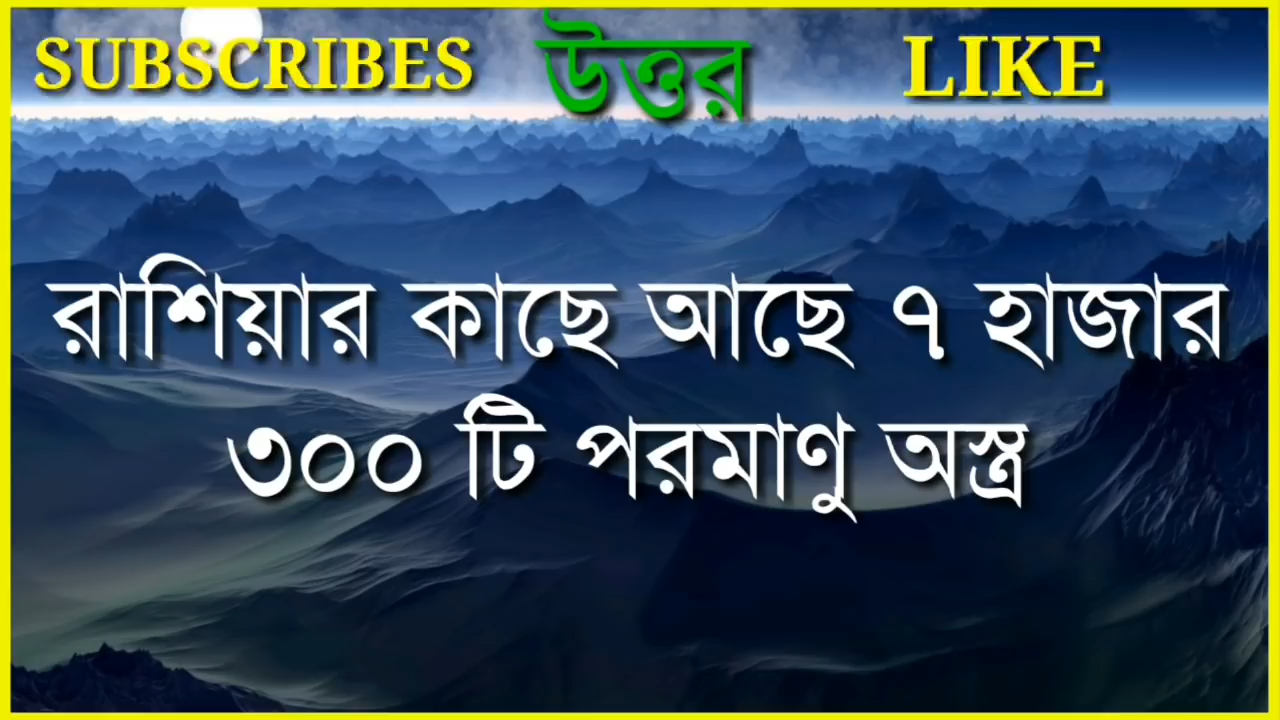 SUBSCRIBES উত্তর LIKE
রাশিয়ার কাছে আছে ৭ হাজার
৩০০ টি পরমাণু অস্ত্র